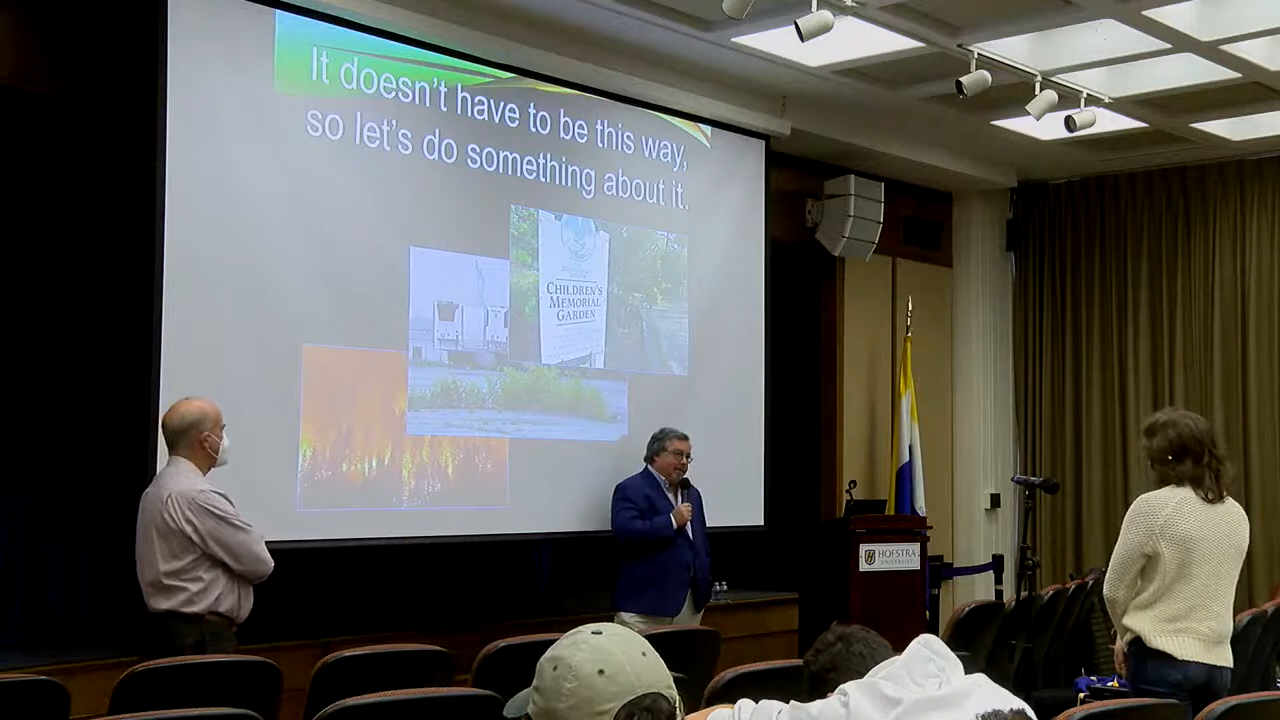 It doesn't have to be this way,
so let's do something about it.
CHILDREN'S
MEMORIAL
GARDEN
HOFSTRA
UNIVERSITY